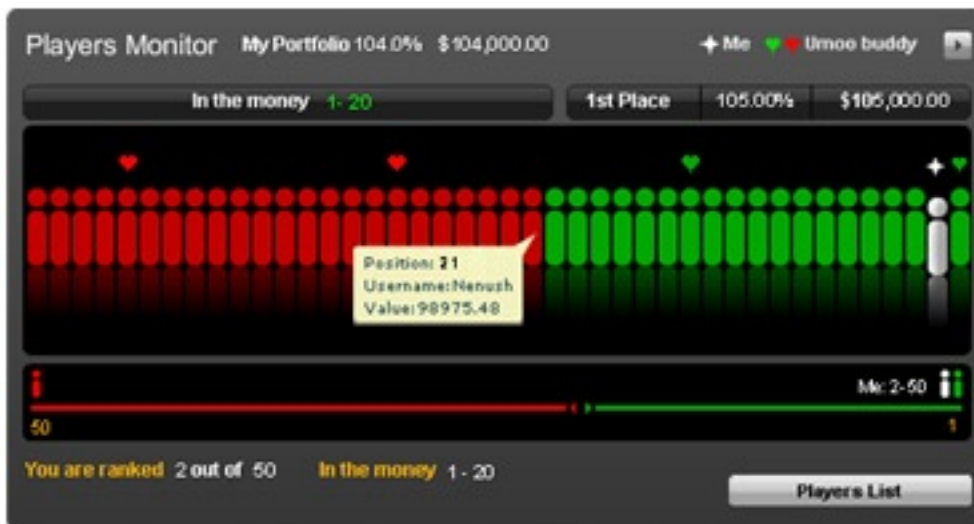 Players Monitor My Portfolio 104.0% $104,000.00 Me Umoo buddy
In the money 1- 20 1st Place 105.00% $105,000.00
Position: 21
Username:Nenush
Value:98975.48
Me: 2-50
50 1
You are ranked 2 out of 50 In the money 1 - 20
Players List